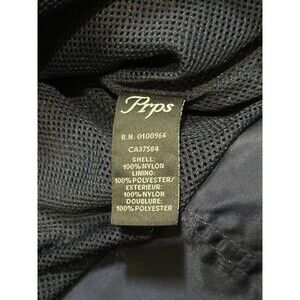 Prps
R.N. 0100964
CA37584
SHELL:
100%NYLON
LINING:
100%POLYESTER/
EXTERIEUR:
100%NYLON
DOUBLURE:
100%POLYESTER